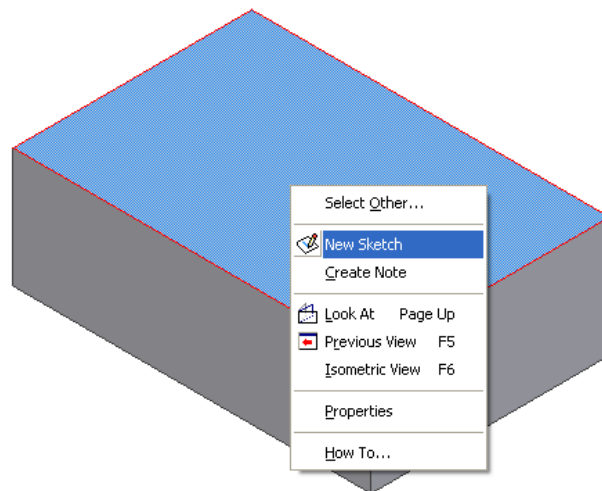 Select Other...
New Sketch
Create Note
Look At Page Up
Previous View F5
Isometric View F6
Properties
How To...